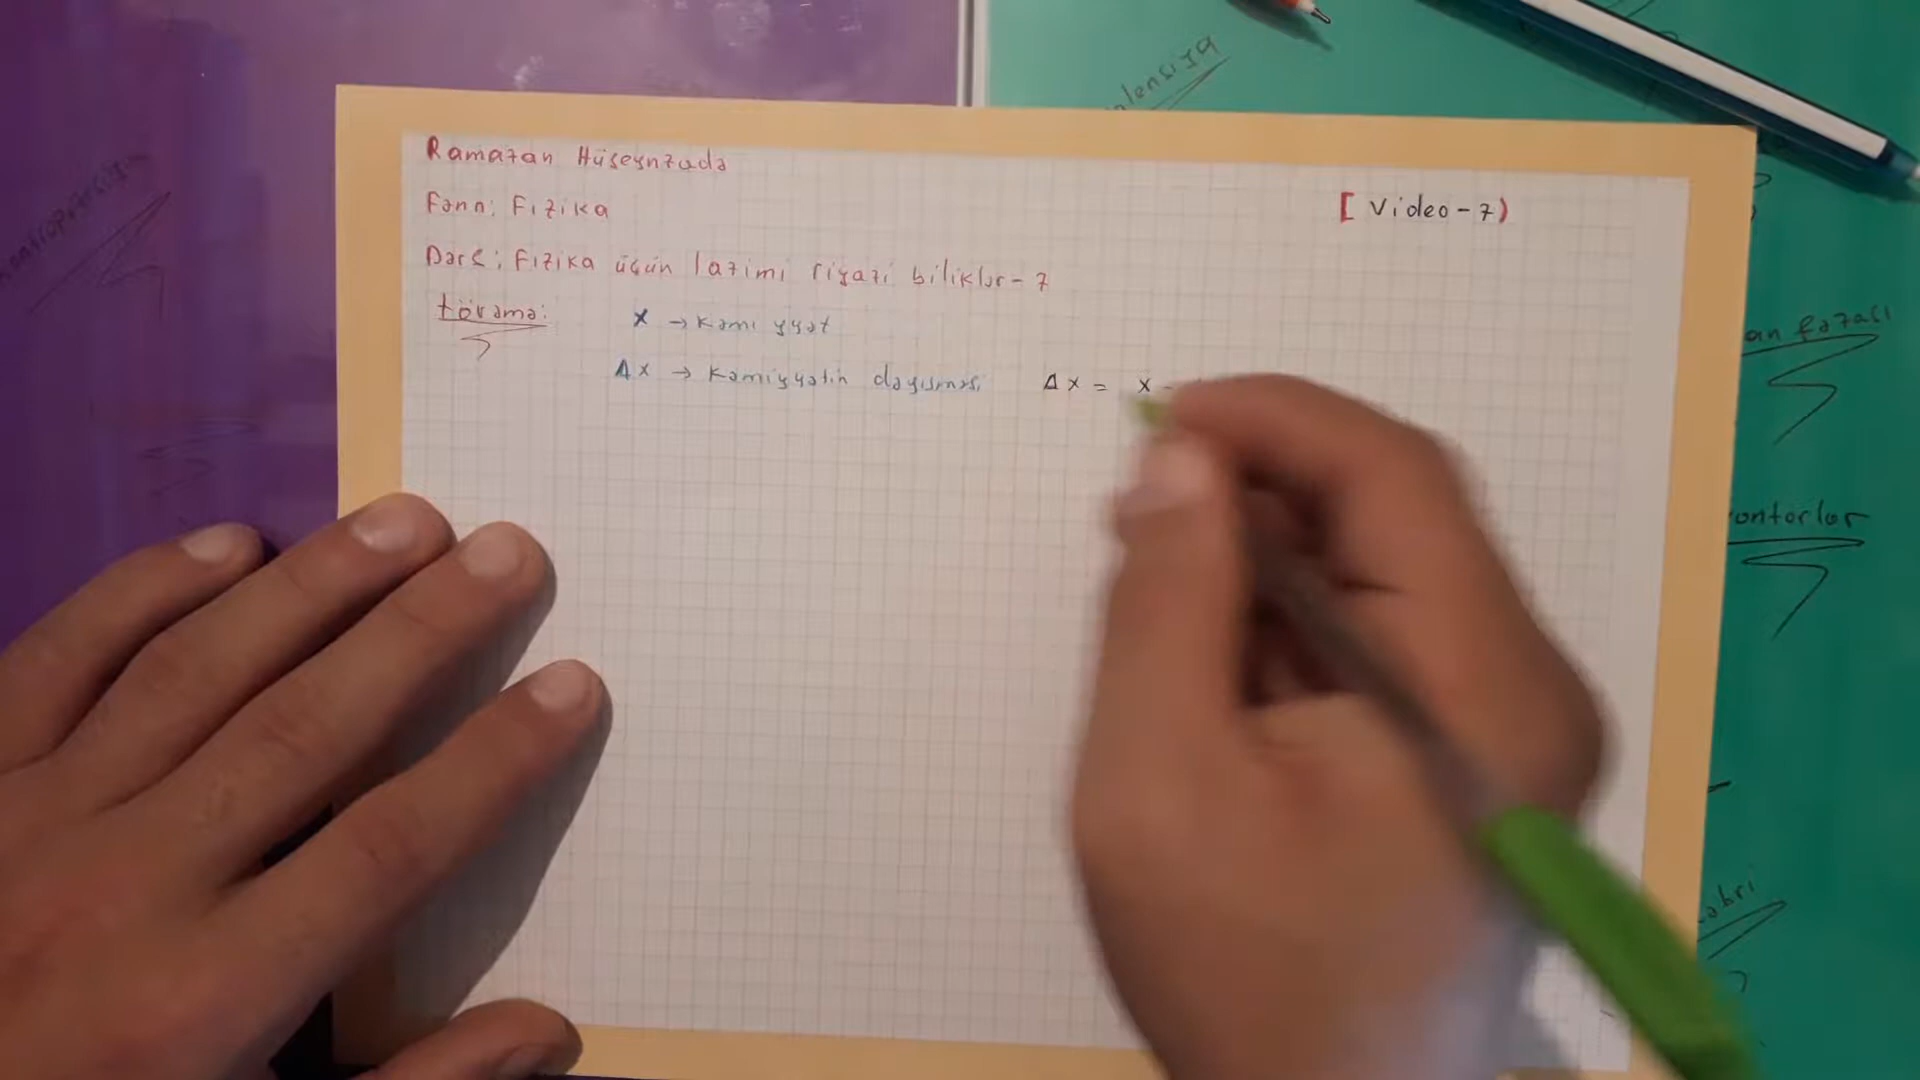 Ramazan Hüseynzadə
Fənn: Fizika
[Video-7)
Dərs: Fizika üçün lazımi riyazi biliklər-7
törəmə:
x → kəmiyyət
Δx → kəmiyyətin dəyişməsi Δx = x -